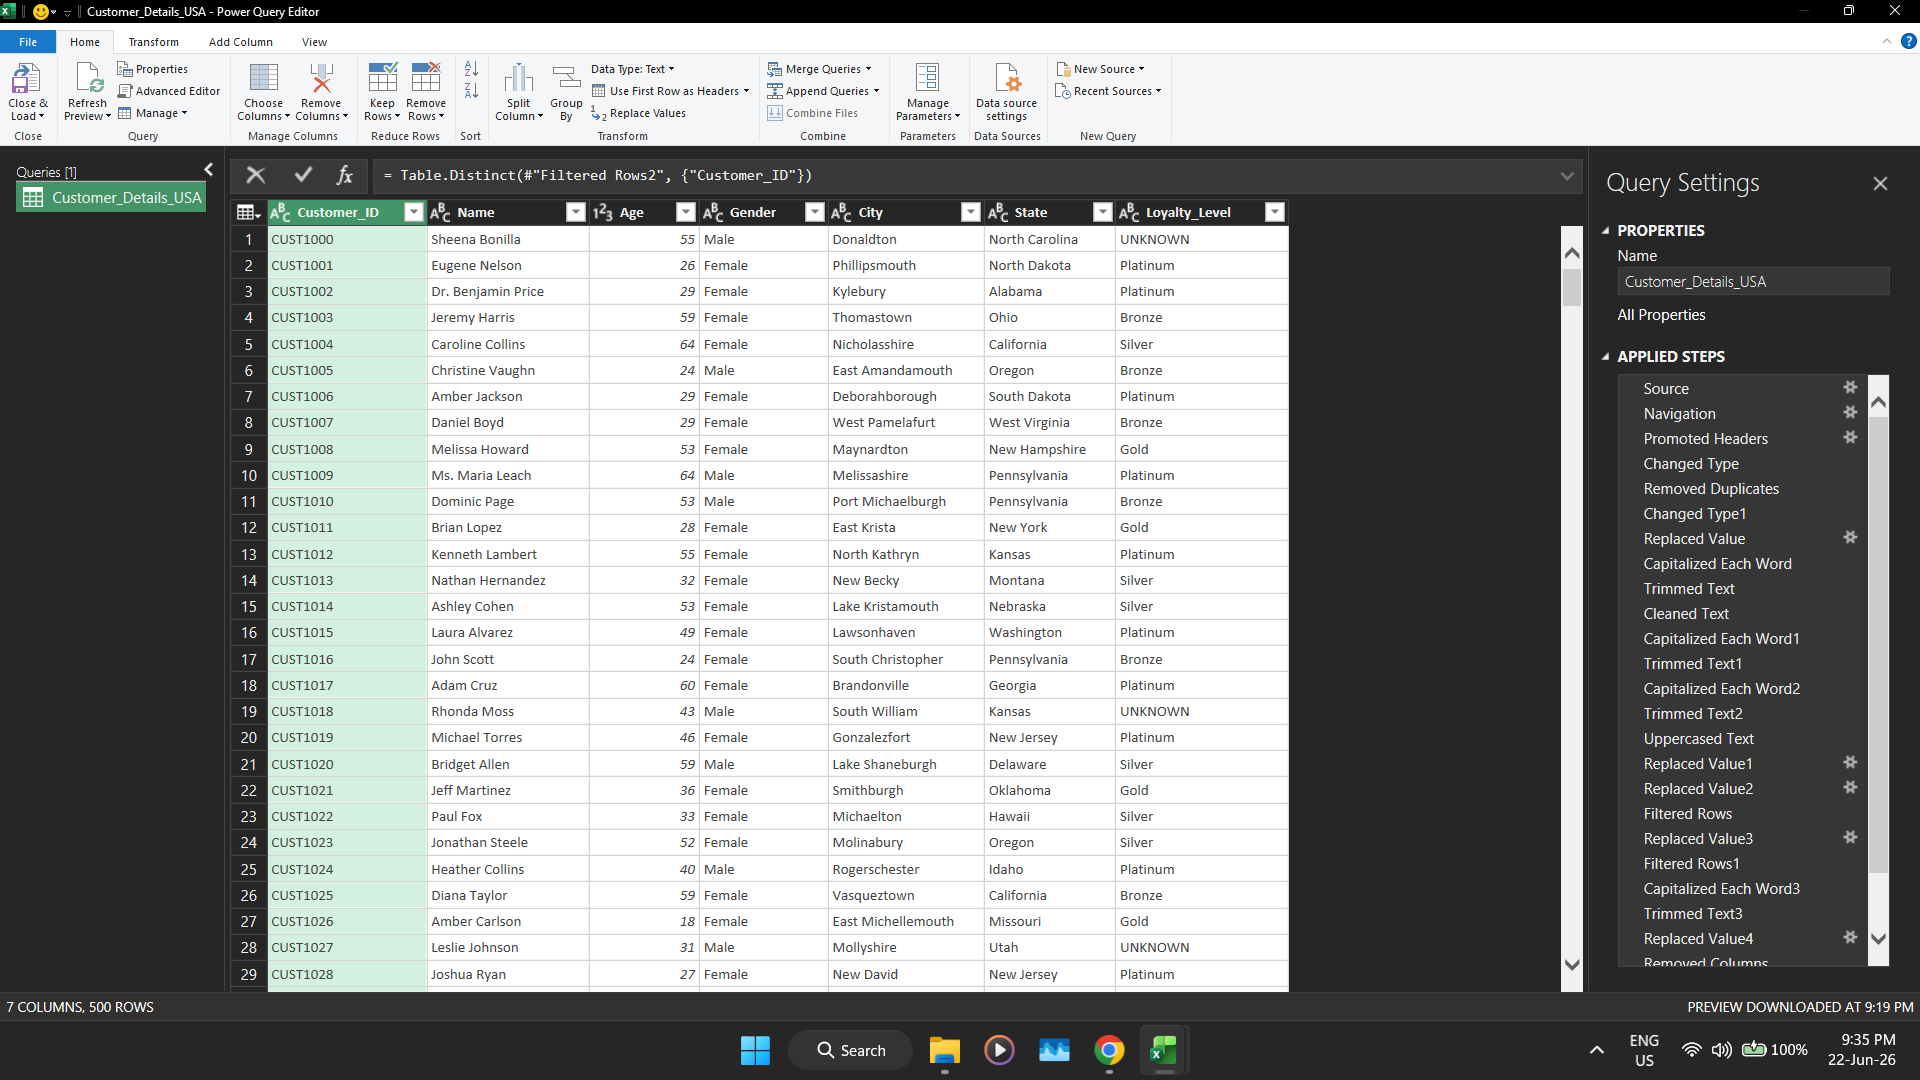 Customer_Details_USA - Power Query Editor
File Home Transform Add Column View
Close & Load
Close
Refresh Preview
Properties
Advanced Editor
Manage
Query
Choose Columns
Remove Columns
Manage Columns
Keep Rows
Remove Rows
Reduce Rows
Sort
Split Column
Group By
Data Type: Text
Use First Row as Headers
Replace Values
Transform
Merge Queries
Append Queries
Combine Files
Combine
Manage Parameters
Parameters
Data source settings
Data Sources
New Source
Recent Sources
New Query
Queries [1]
Customer_Details_USA
= Table.Distinct(#"Filtered Rows2", {"Customer_ID"})
Customer_ID Name Age Gender City State Loyalty_Level
1 CUST1000 Sheena Bonilla 55 Male Donaldton North Carolina UNKNOWN
2 CUST1001 Eugene Nelson 26 Female Phillipsmouth North Dakota Platinum
3 CUST1002 Dr. Benjamin Price 29 Female Kylebury Alabama Platinum
4 CUST1003 Jeremy Harris 59 Female Thomastown Ohio Bronze
5 CUST1004 Caroline Collins 64 Female Nicholasshire California Silver
6 CUST1005 Christine Vaughn 24 Male East Amandamouth Oregon Bronze
7 CUST1006 Amber Jackson 29 Female Deborahborough South Dakota Platinum
8 CUST1007 Daniel Boyd 29 Female West Pamelafurt West Virginia Bronze
9 CUST1008 Melissa Howard 53 Female Maynardton New Hampshire Gold
10 CUST1009 Ms. Maria Leach 64 Male Melissashire Pennsylvania Platinum
11 CUST1010 Dominic Page 53 Male Port Michaelburgh Pennsylvania Bronze
12 CUST1011 Brian Lopez 28 Female East Krista New York Gold
13 CUST1012 Kenneth Lambert 55 Female North Kathryn Kansas Platinum
14 CUST1013 Nathan Hernandez 32 Female New Becky Montana Silver
15 CUST1014 Ashley Cohen 53 Female Lake Kristamouth Nebraska Silver
16 CUST1015 Laura Alvarez 49 Female Lawsonhaven Washington Platinum
17 CUST1016 John Scott 24 Female South Christopher Pennsylvania Bronze
18 CUST1017 Adam Cruz 60 Female Brandonville Georgia Platinum
19 CUST1018 Rhonda Moss 43 Male South William Kansas UNKNOWN
20 CUST1019 Michael Torres 46 Female Gonzalezfort New Jersey Platinum
21 CUST1020 Bridget Allen 59 Male Lake Shaneburgh Delaware Silver
22 CUST1021 Jeff Martinez 36 Female Smithburgh Oklahoma Gold
23 CUST1022 Paul Fox 33 Female Michaelton Hawaii Silver
24 CUST1023 Jonathan Steele 52 Female Molinabury Oregon Silver
25 CUST1024 Heather Collins 40 Male Rogerschester Idaho Platinum
26 CUST1025 Diana Taylor 59 Female Vasqueztown California Bronze
27 CUST1026 Amber Carlson 18 Female East Michellemouth Missouri Gold
28 CUST1027 Leslie Johnson 31 Male Mollyshire Utah UNKNOWN
29 CUST1028 Joshua Ryan 27 Female New David New Jersey Platinum
Query Settings
PROPERTIES
Name
Customer_Details_USA
All Properties
APPLIED STEPS
Source
Navigation
Promoted Headers
Changed Type
Removed Duplicates
Changed Type1
Replaced Value
Capitalized Each Word
Trimmed Text
Cleaned Text
Capitalized Each Word1
Trimmed Text1
Capitalized Each Word2
Trimmed Text2
Uppercased Text
Replaced Value1
Replaced Value2
Filtered Rows
Replaced Value3
Filtered Rows1
Capitalized Each Word3
Trimmed Text3
Replaced Value4
Removed Columns
7 COLUMNS, 500 ROWS
PREVIEW DOWNLOADED AT 9:19 PM
Search
ENG
US
100%
9:35 PM
22-Jun-26